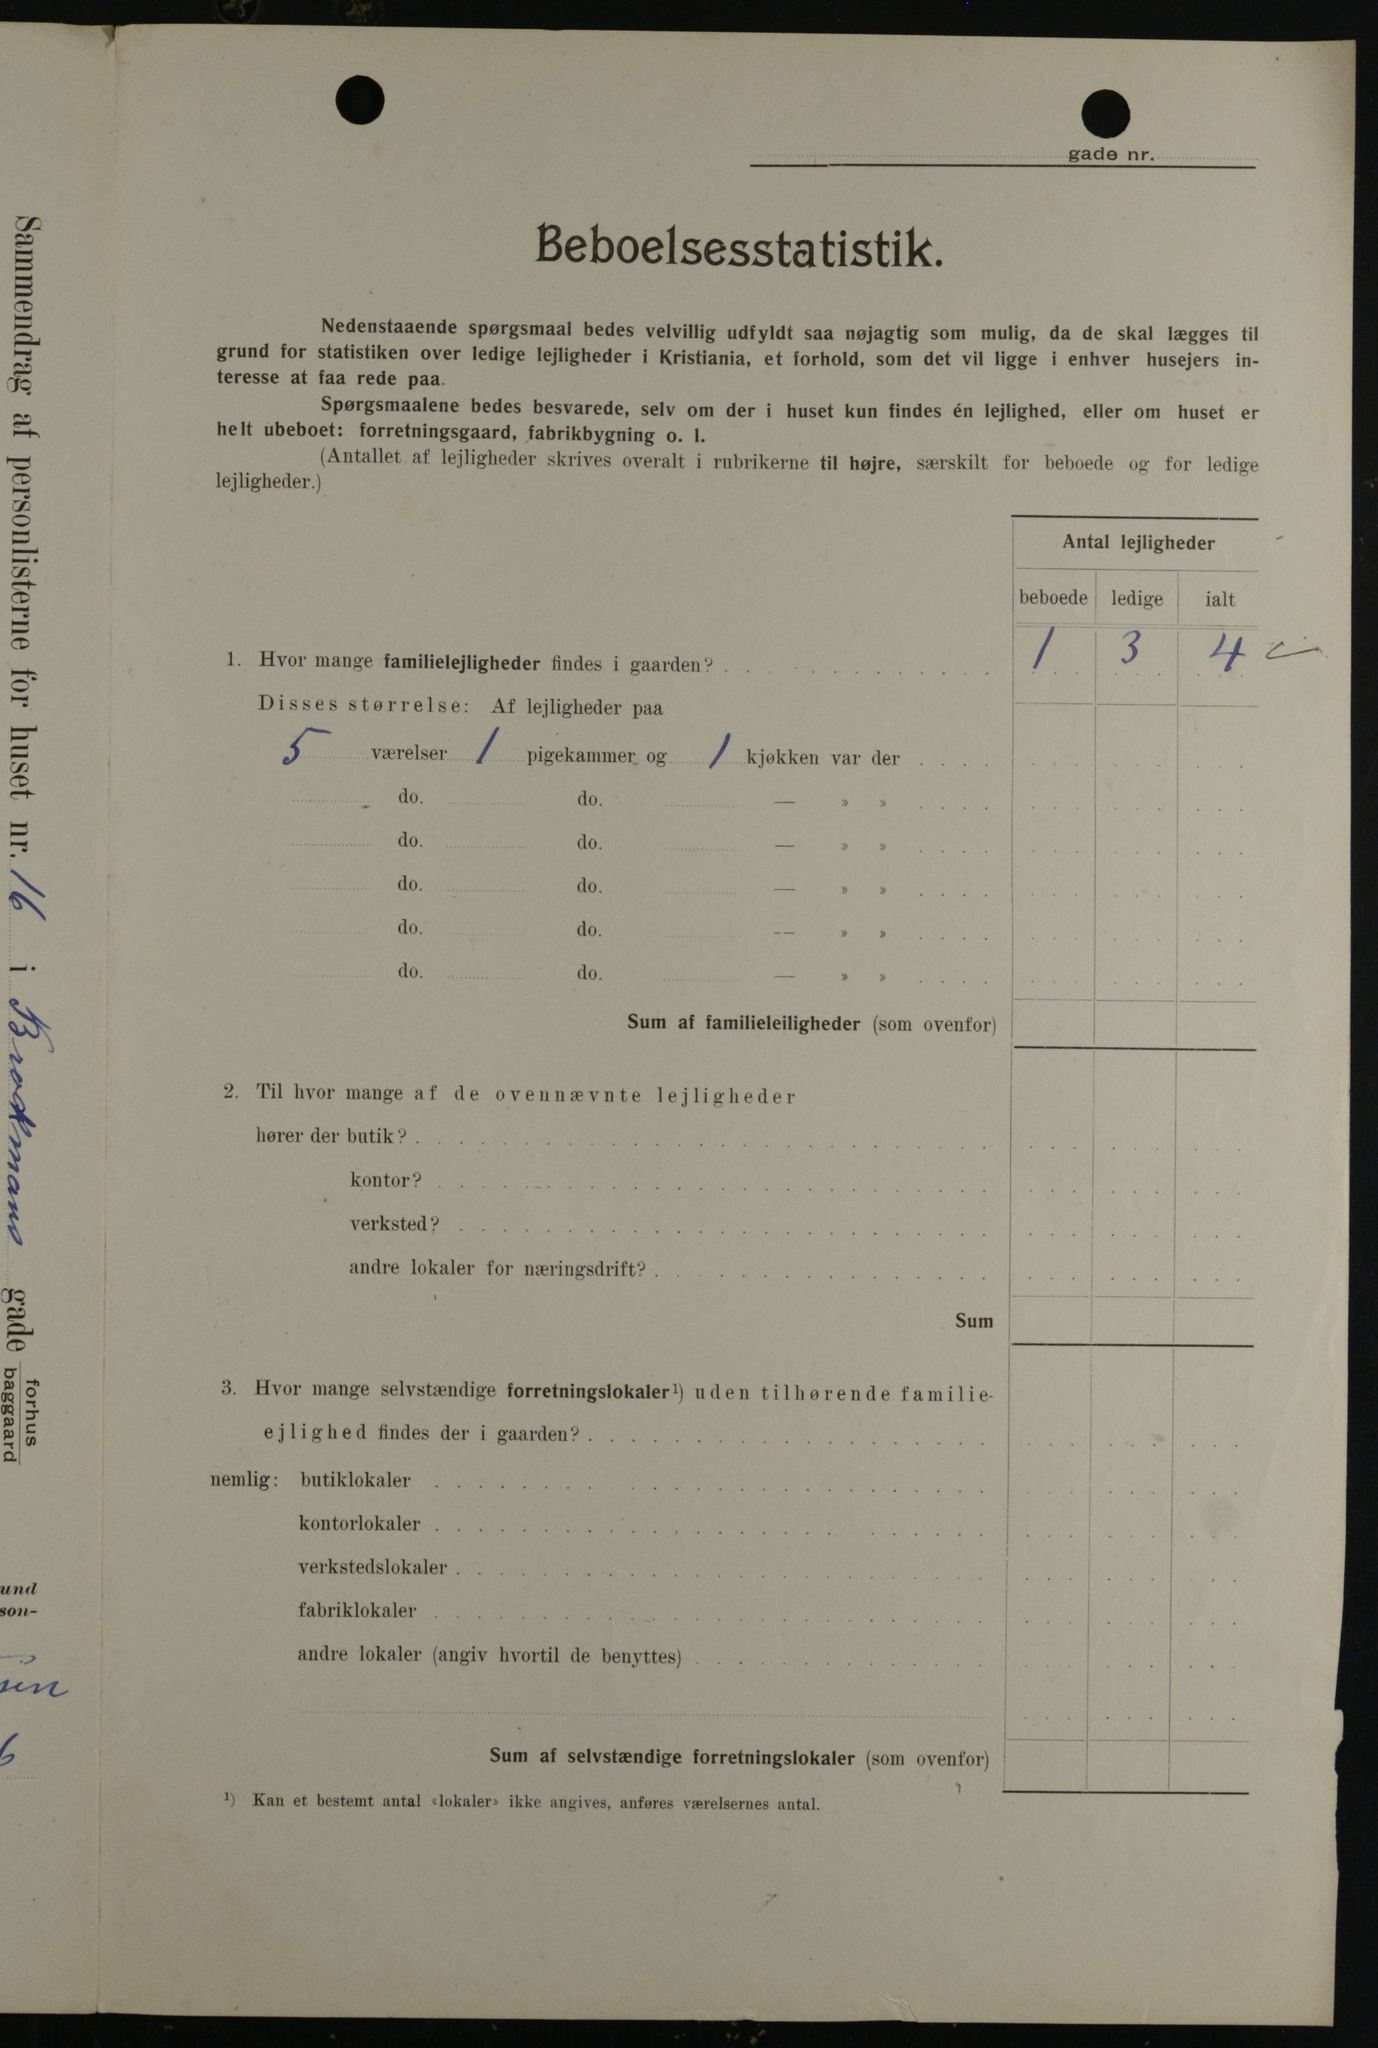 gade nr.
Beboelsesstatistik.
Nedenstaaende spørgsmaal bedes velvillig udfyldt saa nøjagtig som mulig, da de skal lægges til
grund for statistiken over ledige lejligheder i Kristiania, et forhold, som det vil ligge i enhver husejers in-
teresse at faa rede paa.
Spørgsmaalene bedes besvarede, selv om der i huset kun findes én lejlighed, eller om huset er
helt ubeboet: forretningsgaard, fabrikbygning o. l.
(Antallet af lejligheder skrives overalt i rubrikerne til højre, særskilt for beboede og for ledige
lejligheder.)
Antal lejligheder
beboede ledige ialt
1. Hvor mange familielejligheder findes i gaarden? 1 3 4
Disses størrelse: Af lejligheder paa
5 værelser 1 pigekammer og 1 kjøkken var der
do. do. — » »
do. do. — » »
do. do. — » »
do. do. — » »
do. do. — » »
Sum af familieleiligheder (som ovenfor)
2. Til hvor mange af de ovennævnte lejligheder
hører der butik?
kontor?
verksted?
andre lokaler for næringsdrift?
Sum
3. Hvor mange selvstændige forretningslokaler¹) uden tilhørende familie-
ejlighed findes der i gaarden?
nemlig: butiklokaler
kontorlokaler
verkstedslokaler
fabriklokaler
andre lokaler (angiv hvortil de benyttes)
Sum af selvstændige forretningslokaler (som ovenfor)
¹) Kan et bestemt antal «lokaler» ikke angives, anføres værelsernes antal.
Sammendrag af personlisterne for huset nr. 16 i Brochmans gade forhus
baggaard
und
son-
sen
6